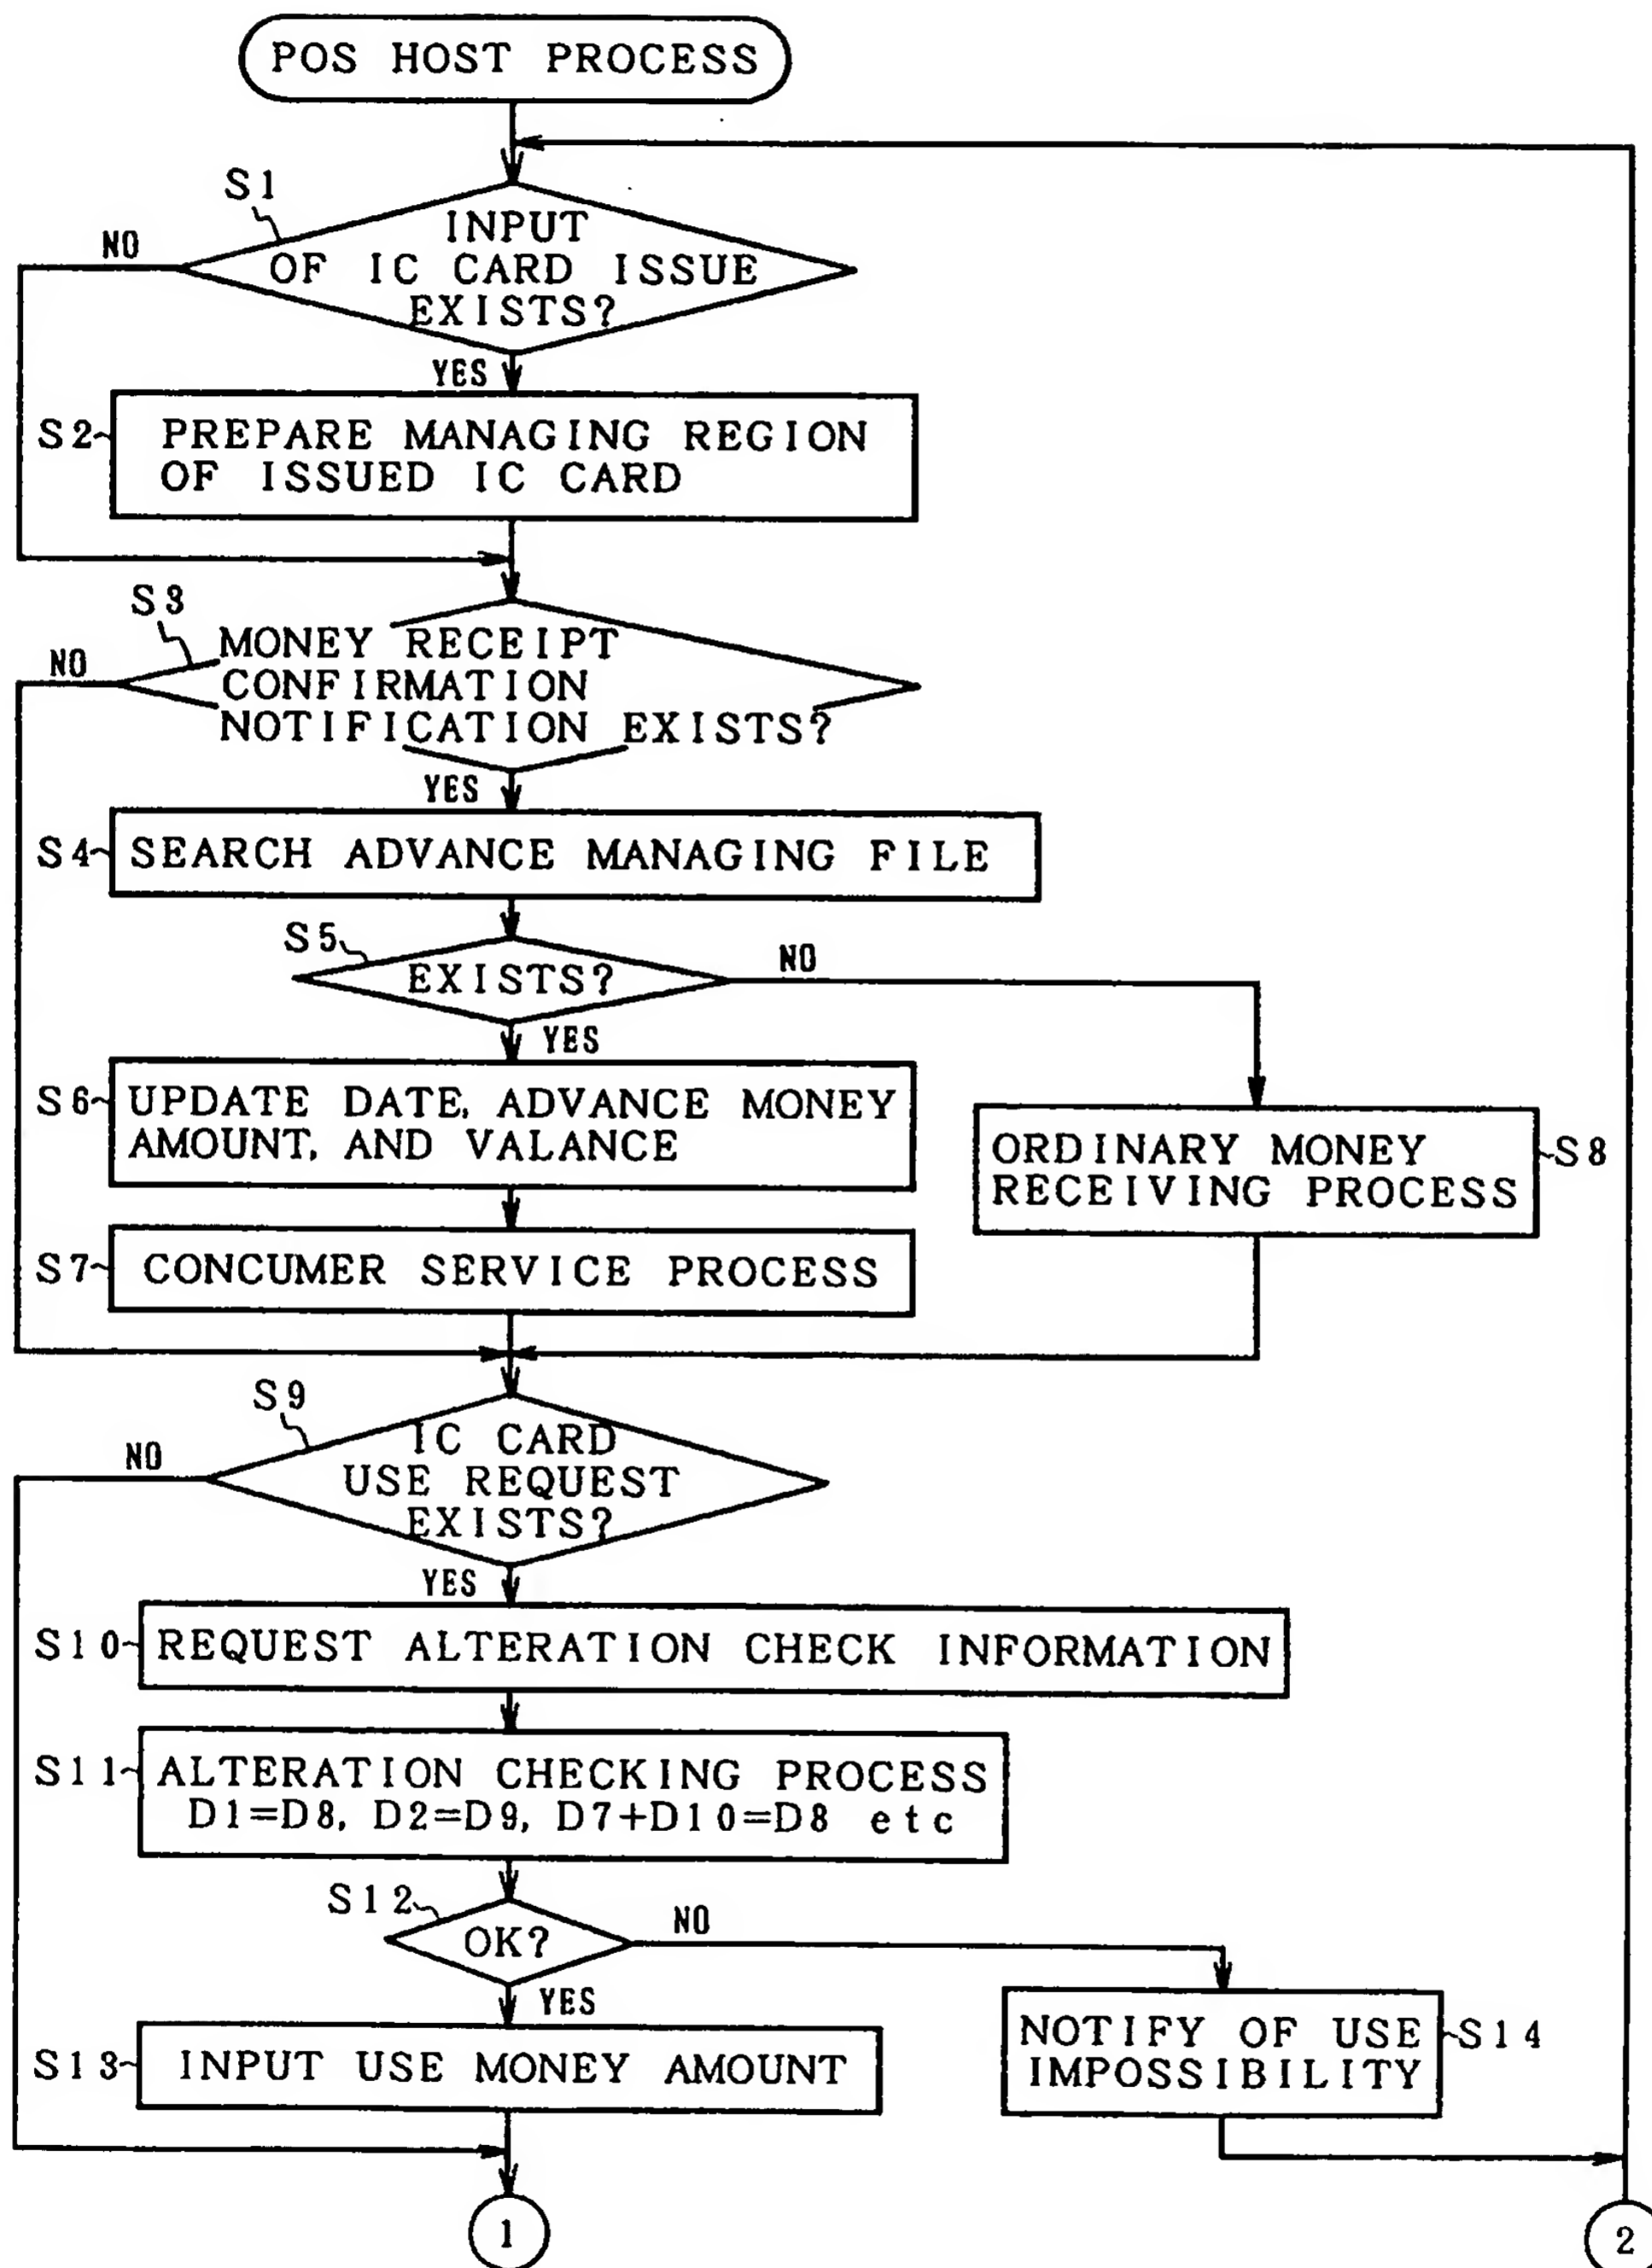 POS HOST PROCESS
S1
INPUT
OF IC CARD ISSUE
EXISTS?
NO
YES
S2
PREPARE MANAGING REGION
OF ISSUED IC CARD
S3
MONEY RECEIPT
CONFIRMATION
NOTIFICATION EXISTS?
NO
YES
S4
SEARCH ADVANCE MANAGING FILE
S5
EXISTS?
NO
YES
S6
UPDATE DATE, ADVANCE MONEY
AMOUNT, AND VALANCE
ORDINARY MONEY
RECEIVING PROCESS
S8
S7
CONCUMER SERVICE PROCESS
S9
IC CARD
USE REQUEST
EXISTS?
NO
YES
S10
REQUEST ALTERATION CHECK INFORMATION
S11
ALTERATION CHECKING PROCESS
D1=D8, D2=D9, D7+D10=D8 etc
S12
OK?
NO
YES
S13
INPUT USE MONEY AMOUNT
NOTIFY OF USE
IMPOSSIBILITY
S14
1
2